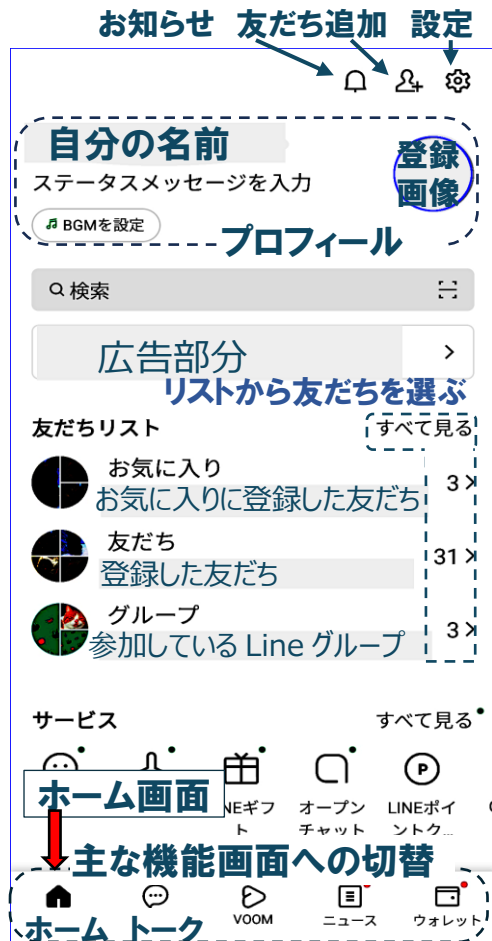 お知らせ 友だち追加 設定
自分の名前
登録
画像
ステータスメッセージを入力
BGMを設定
プロフィール
検索
広告部分
リストから友だちを選ぶ
友だちリスト すべて見る
お気に入り
3
お気に入りに登録した友だち
友だち
31
登録した友だち
グループ
3
参加している Line グループ
サービス すべて見る
P
ホーム画面
NEギフ
ト
オープン
チャット
LINEポイ
ントク...
主な機能画面への切替
ホーム トーク VOOM ニュース ウォレット